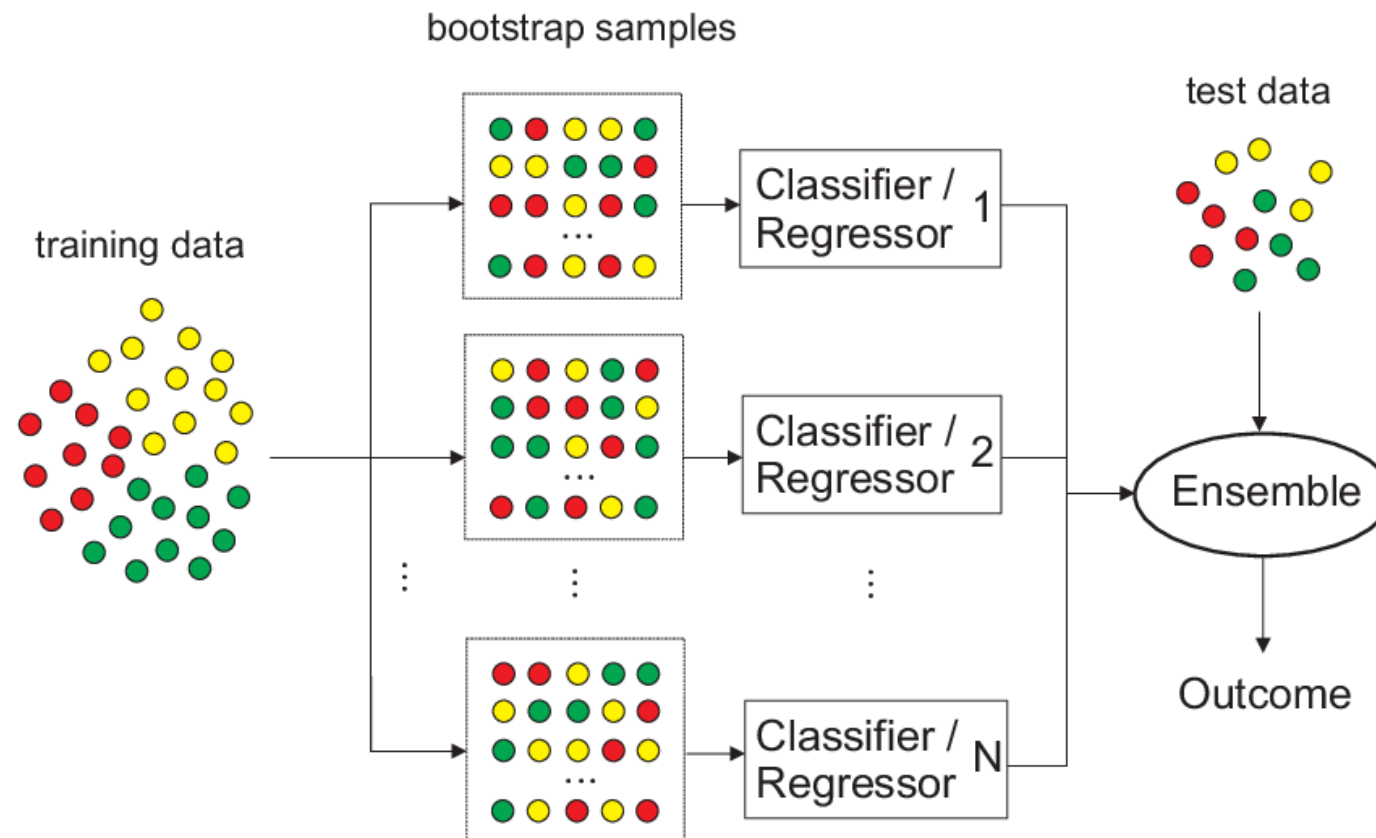 bootstrap samples
test data
training data
Classifier /
Regressor 1
...
Classifier /
Regressor 2
...
...
...
...
Classifier /
Regressor N
...
Ensemble
Outcome